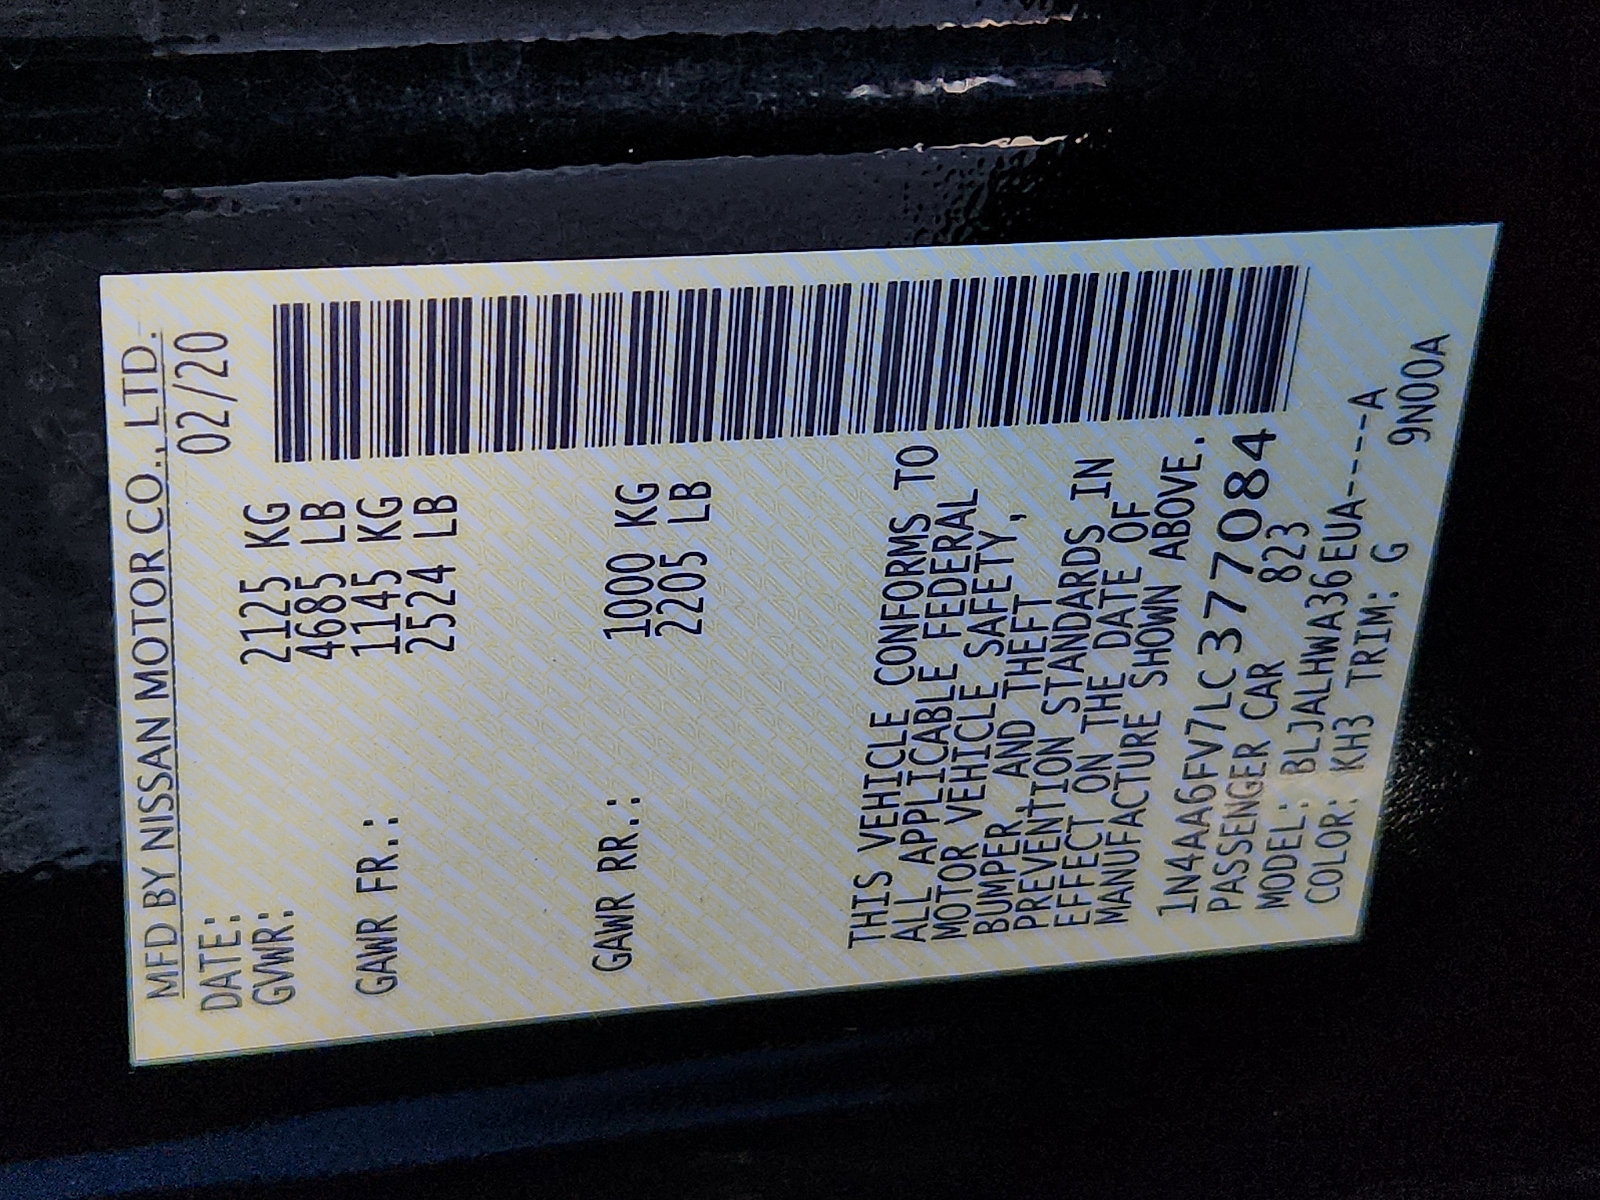 MFD BY NISSAN MOTOR CO., LTD.
DATE: 02/20
GVWR: 2125 KG
4685 LB
GAWR FR.: 1145 KG
2524 LB
GAWR RR.: 1000 KG
2205 LB
THIS VEHICLE CONFORMS TO
ALL APPLICABLE FEDERAL
MOTOR VEHICLE SAFETY,
BUMPER, AND THEFT
PREVENTION STANDARDS IN
EFFECT ON THE DATE OF
MANUFACTURE SHOWN ABOVE.
1N4AA6FV7LC377084
PASSENGER CAR 823
MODEL: BLJALHWA36EUA----A
COLOR: KH3 TRIM: G 9N00A